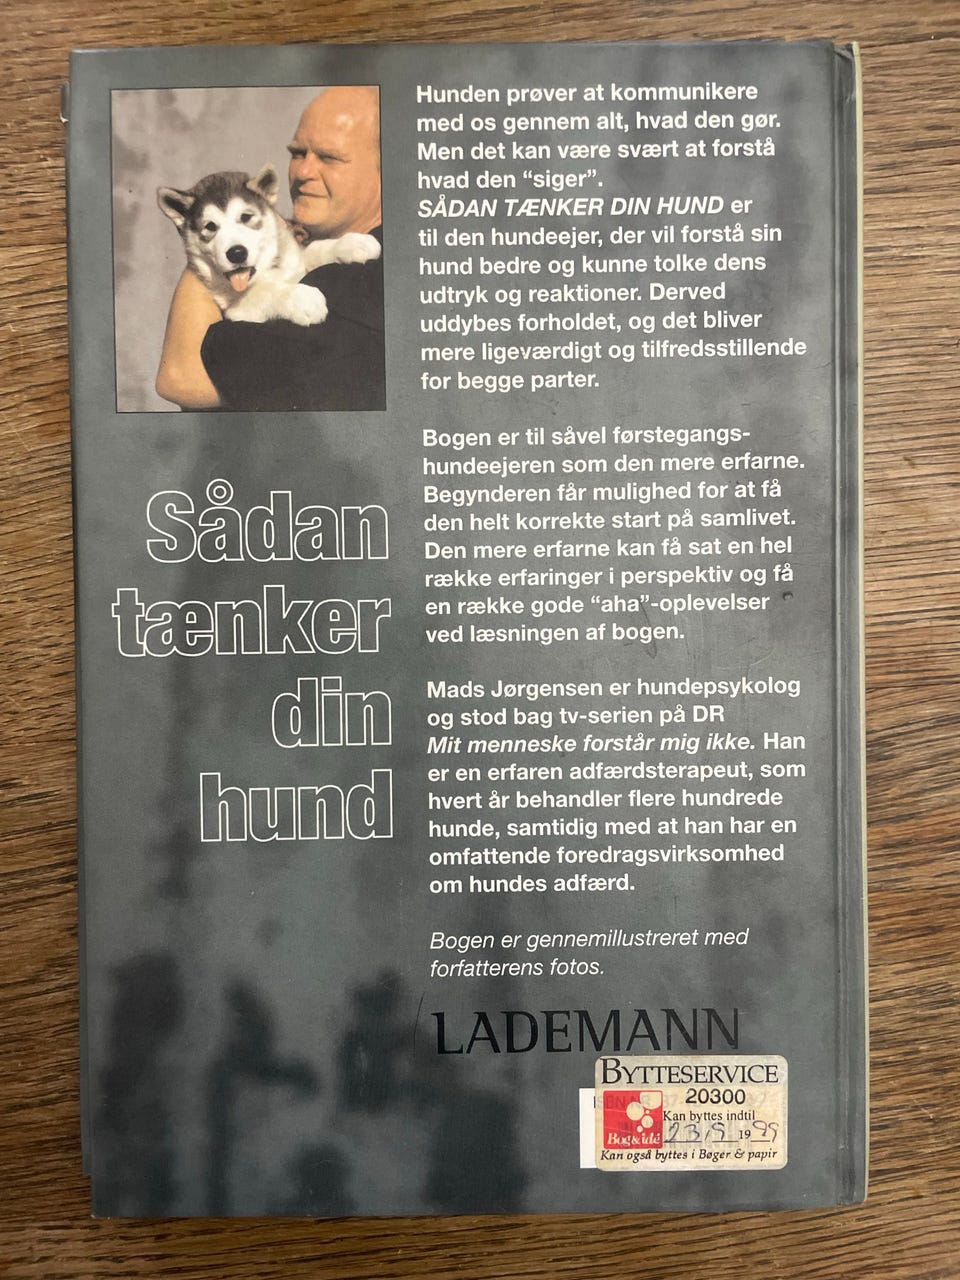 Hunden prøver at kommunikere
med os gennem alt, hvad den gør.
Men det kan være svært at forstå
hvad den “siger”.
SÅDAN TÆNKER DIN HUND er
til den hundeejer, der vil forstå sin
hund bedre og kunne tolke dens
udtryk og reaktioner. Derved
uddybes forholdet, og det bliver
mere ligeværdigt og tilfredsstillende
for begge parter.
Bogen er til såvel førstegangs-
hundeejeren som den mere erfarne.
Begynderen får mulighed for at få
den helt korrekte start på samlivet.
Den mere erfarne kan få sat en hel
række erfaringer i perspektiv og få
en række gode “aha”-oplevelser
ved læsningen af bogen.
Mads Jørgensen er hundepsykolog
og stod bag tv-serien på DR
Mit menneske forstår mig ikke. Han
er en erfaren adfærdsterapeut, som
hvert år behandler flere hundrede
hunde, samtidig med at han har en
omfattende foredragsvirksomhed
om hundes adfærd.
Bogen er gennemillustreret med
forfatterens fotos.
Sådan
tænker
din
hund
LADEMANN
BYTTESERVICE
20300
Kan byttes indtil
23/9 1999
Bog & idé
Kan også byttes i Bøger & papir